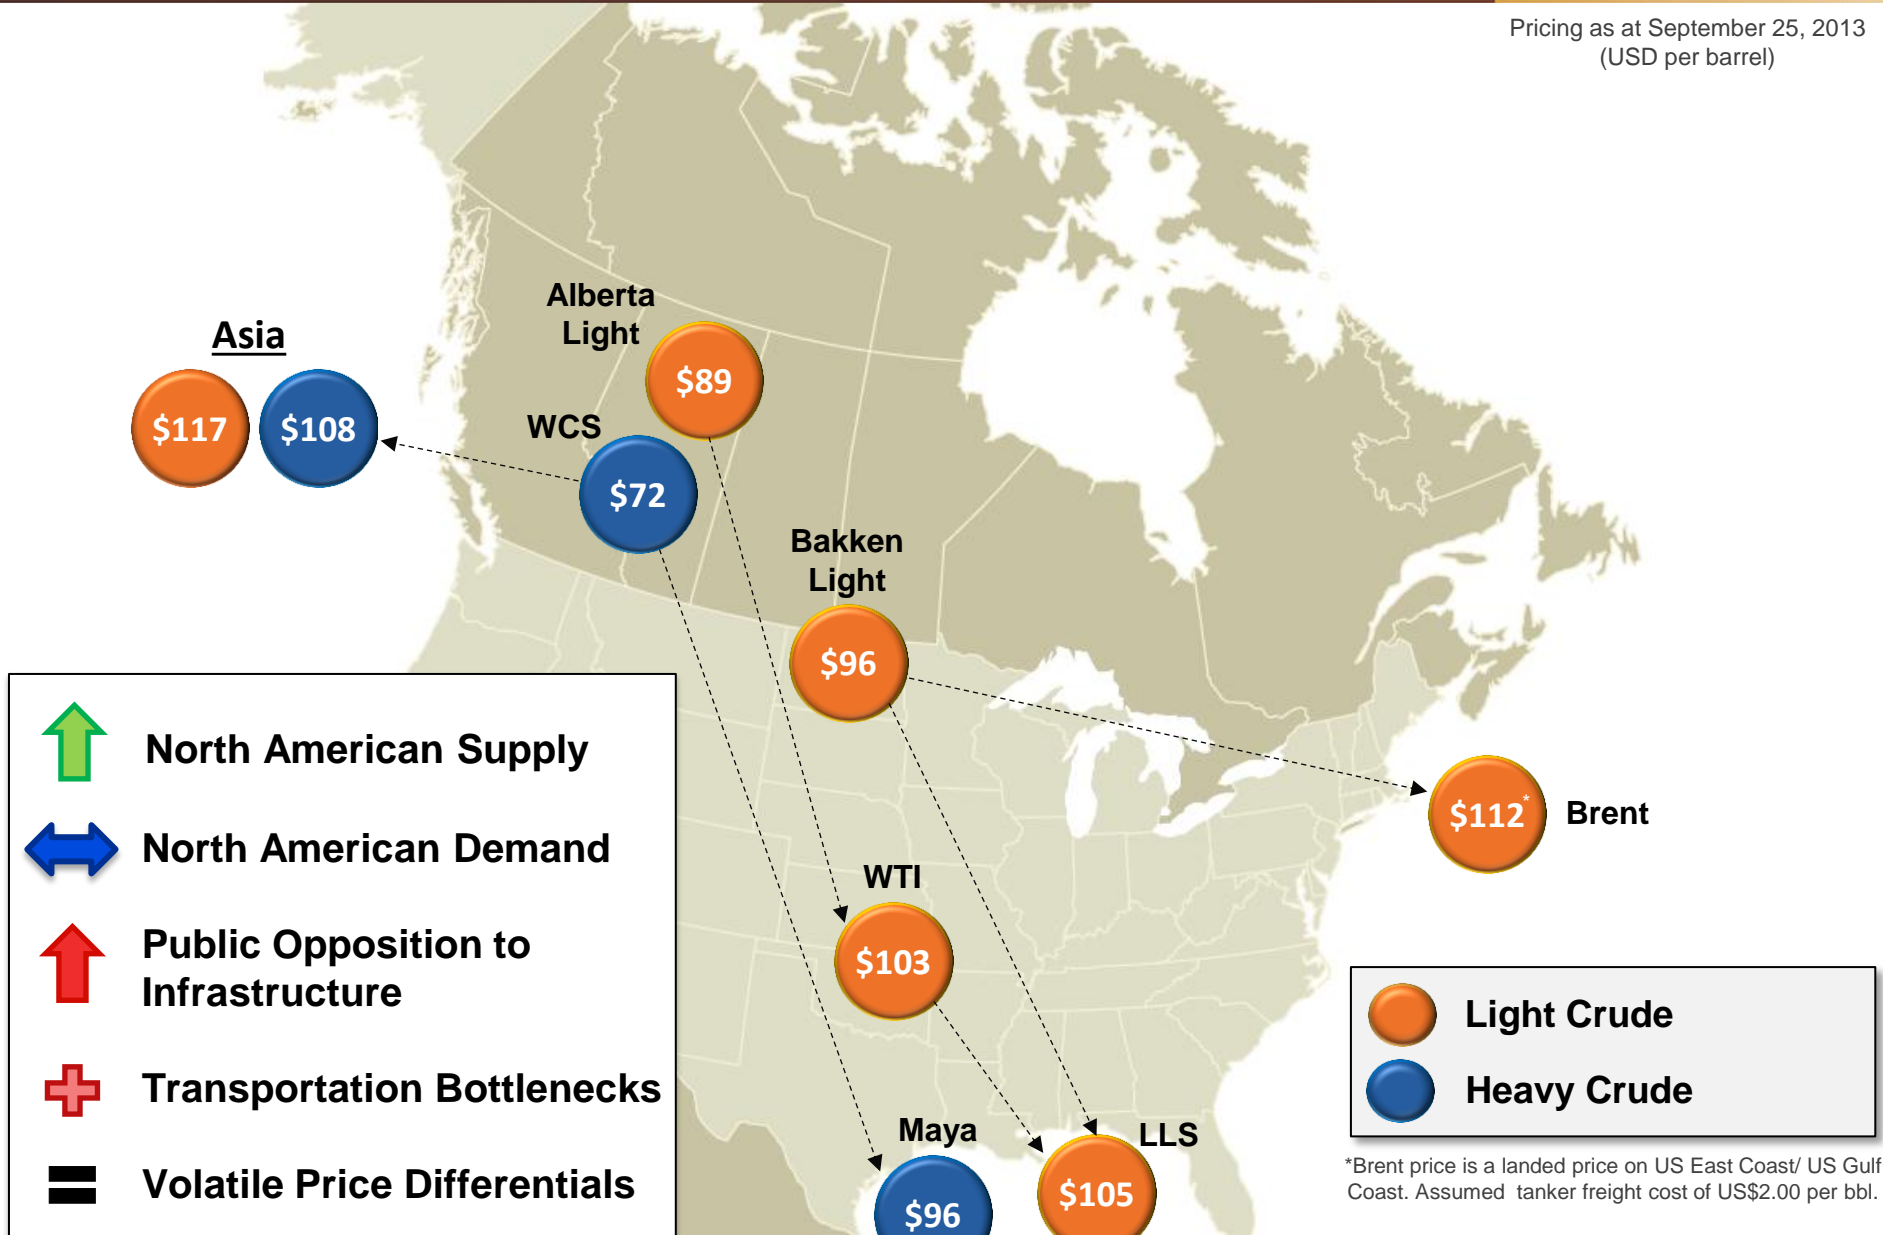 Pricing as at September 25, 2013
(USD per barrel)
Alberta
Light
$89
Asia
$117
$108
WCS
$72
Bakken
Light
$96
$112*
Brent
WTI
$103
Maya
$96
LLS
$105
North American Supply
North American Demand
Public Opposition to
Infrastructure
Transportation Bottlenecks
Volatile Price Differentials
Light Crude
Heavy Crude
*Brent price is a landed price on US East Coast/ US Gulf
Coast. Assumed tanker freight cost of US$2.00 per bbl.